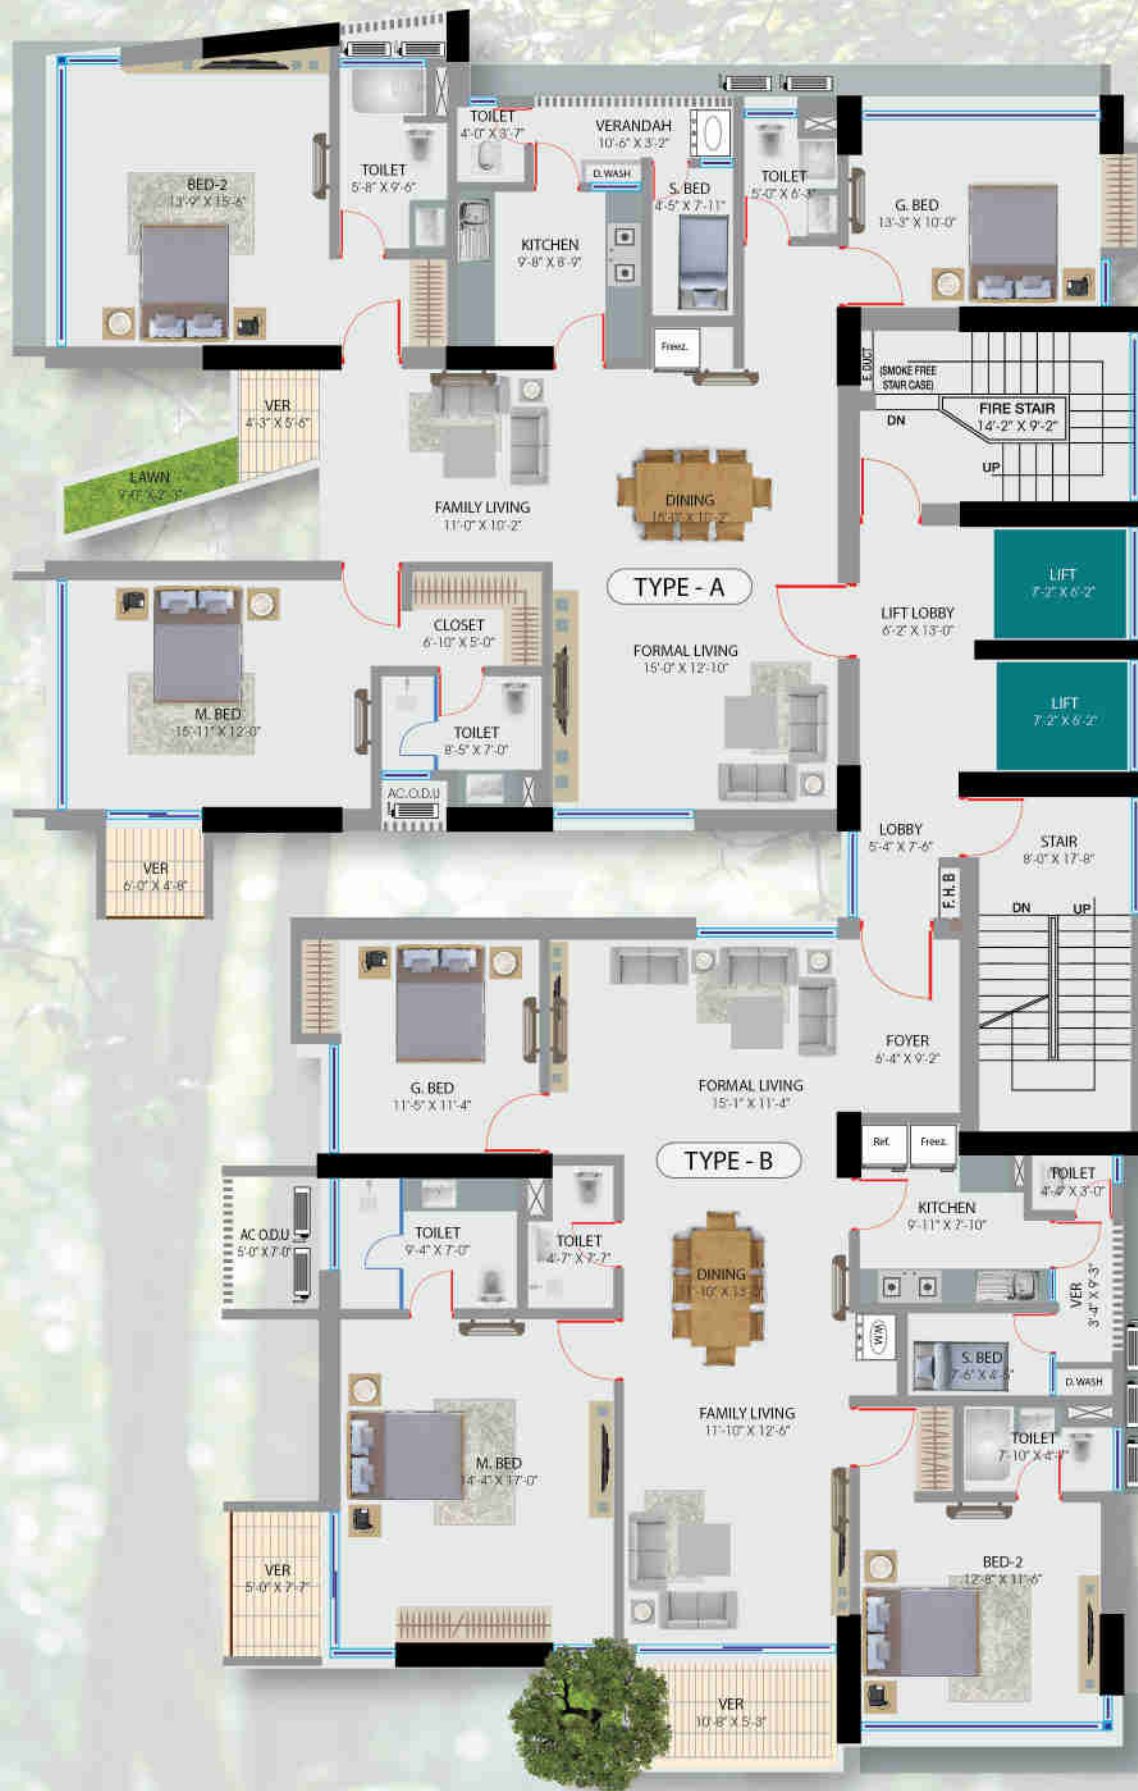 TOILET
4'-0" X 3'-7"
VERANDAH
10'-6" X 3'-2"
TOILET
5'-8" X 9'-6"
D. WASH
BED-2
13'-9" X 15'-6"
S. BED
4'-5" X 7'-11"
TOILET
G. BED
13'-3" X 10'-0"
KITCHEN
9'-8" X 8'-9"
Freez.
E. DUCT
(SMOKE FREE
STAIR CASE)
FIRE STAIR
14'-2" X 9'-2"
DN
UP
VER
4'-3" X 5'-6"
LAWN
9'-0" X 2'-3"
FAMILY LIVING
11'-0" X 10'-2"
DINING
TYPE - A
LIFT
7'-2" X 6'-2"
LIFT LOBBY
6'-2" X 13'-0"
CLOSET
6'-10" X 5'-0"
FORMAL LIVING
15'-0" X 12'-10"
M. BED
15'-11" X 12'-0"
TOILET
8'-5" X 7'-0"
LIFT
7'-2" X 6'-2"
AC.O.D.U
VER
6'-0" X 4'-8"
LOBBY
5'-4" X 7'-6"
STAIR
8'-0" X 17'-8"
F.H.B
DN
UP
G. BED
11'-5" X 11'-4"
FORMAL LIVING
15'-1" X 11'-4"
FOYER
6'-4" X 9'-2"
TYPE - B
Ref.
Freez.
TOILET
4'-4" X 3'-0"
KITCHEN
9'-11" X 7'-10"
AC O.D.U
5'-0" X 7'-0"
TOILET
9'-4" X 7'-0"
TOILET
4'-7" X 7'-7"
DINING
VER
3'-4" X 9'-3"
W.M
S. BED
D. WASH
FAMILY LIVING
11'-10" X 12'-6"
TOILET
M. BED
14'-4" X 17'-0"
VER
5'-0" X 7'-7"
BED-2
12'-8" X 11'-6"
VER
10'-8" X 5'-3"